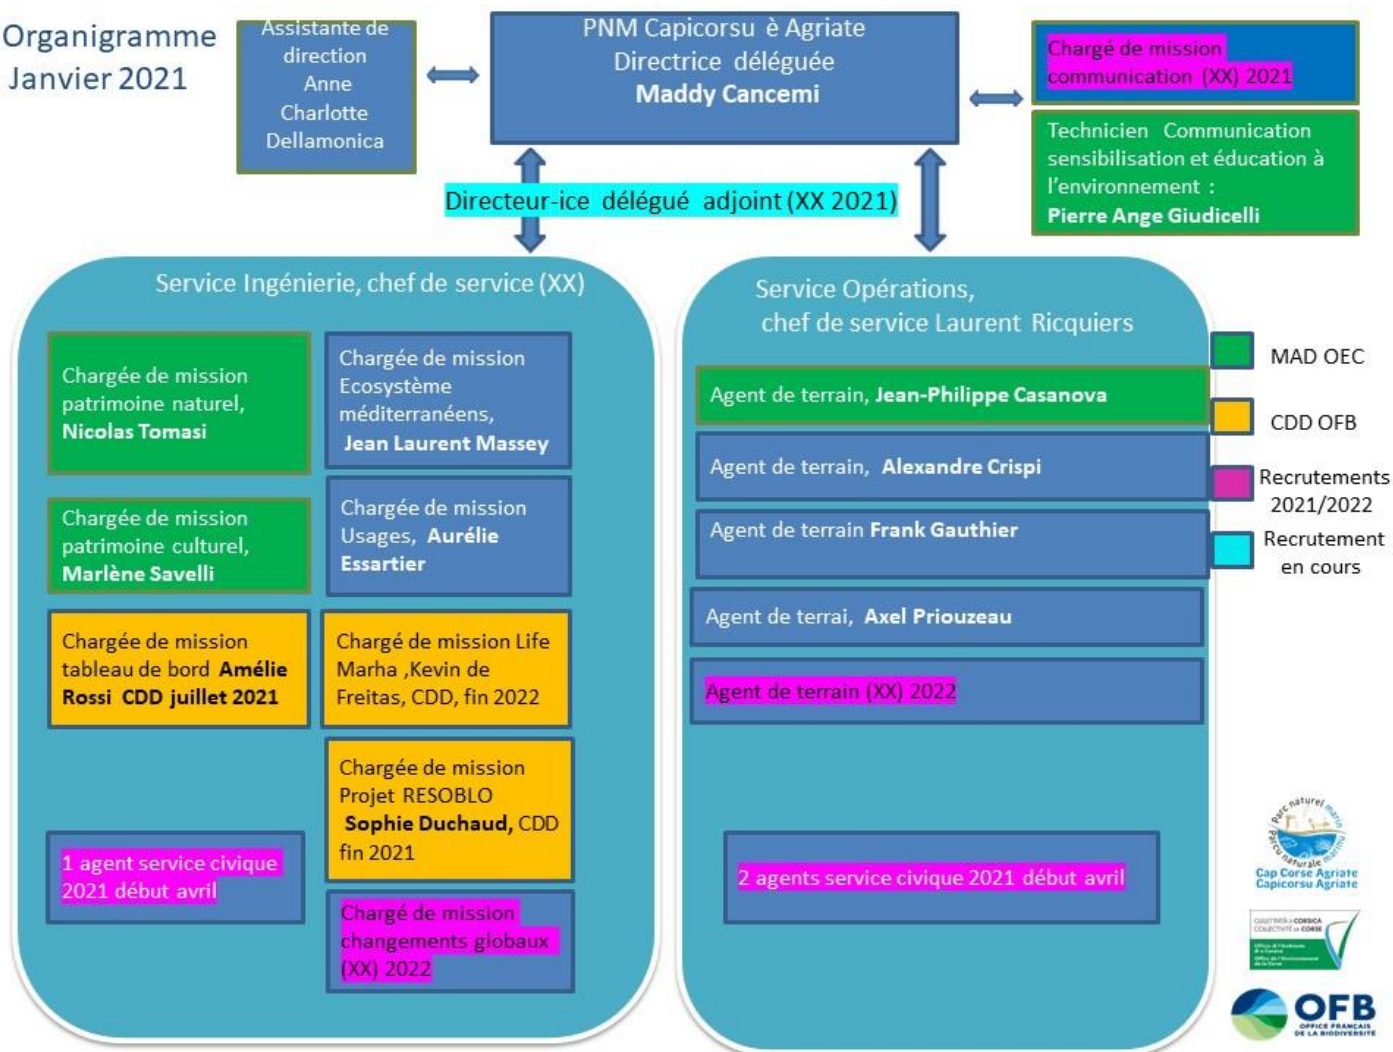 Organigramme
Janvier 2021
Assistante de
direction
Anne
Charlotte
Dellamonica
PNM Capicorsu è Agriate
Directrice déléguée
Maddy Cancemi
Chargé de mission
communication (XX) 2021
Technicien Communication
sensibilisation et éducation à
l'environnement :
Pierre Ange Giudicelli
Directeur-ice délégué adjoint (XX 2021)
Service Ingénierie, chef de service (XX)
Chargée de mission
patrimoine naturel,
Nicolas Tomasi
Chargée de mission
Ecosystème
méditerranéens,
Jean Laurent Massey
Chargée de mission
patrimoine culturel,
Marlène Savelli
Chargée de mission
Usages, Aurélie
Essartier
Chargée de mission
tableau de bord Amélie
Rossi CDD juillet 2021
Chargé de mission Life
Marha ,Kevin de
Freitas, CDD, fin 2022
Chargée de mission
Projet RESOBLO
Sophie Duchaud, CDD
fin 2021
1 agent service civique
2021 début avril
Chargé de mission
changements globaux
(XX) 2022
Service Opérations,
chef de service Laurent Ricquiers
Agent de terrain, Jean-Philippe Casanova
Agent de terrain, Alexandre Crispi
Agent de terrain Frank Gauthier
Agent de terrai, Axel Priouzeau
Agent de terrain (XX) 2022
2 agents service civique 2021 début avril
MAD OEC
CDD OFB
Recrutements
2021/2022
Recrutement
en cours
Parc naturel marin
Parcu naturale marinu
Cap Corse Agriate
Capicorsu Agriate
COLLECTIVITÉ DE CORSE
OFB
OFFICE FRANÇAIS
DE LA BIODIVERSITÉ